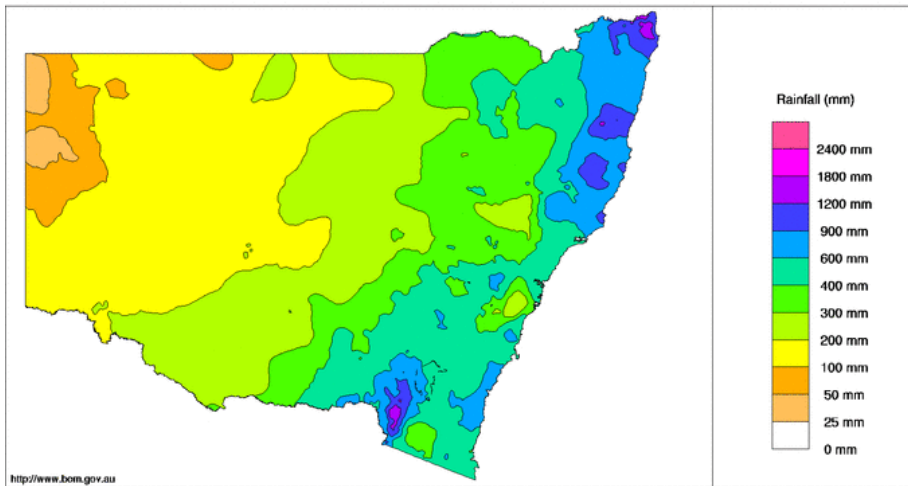 Rainfall (mm)
2400 mm
1800 mm
1200 mm
900 mm
600 mm
400 mm
300 mm
200 mm
100 mm
50 mm
25 mm
0 mm
http://www.bom.gov.au